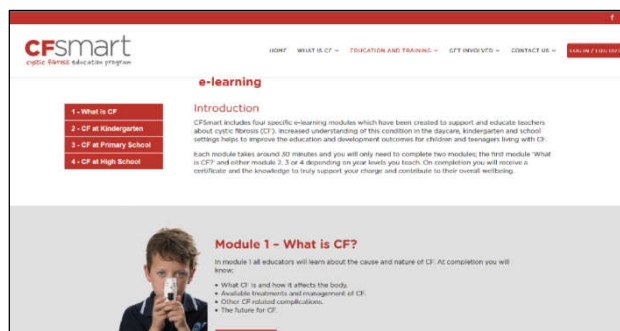 f
CFSmart
cystic fibrosis education program
HOME WHAT IS CF EDUCATION AND TRAINING GET INVOLVED CONTACT US LOG IN / LOG OUT
e-learning
1 - What is CF
2 - CF at Kindergarten
3 - CF at Primary School
4 - CF at High School
Introduction
CFSmart includes four specific e-learning modules which have been created to support and educate teachers
about cystic fibrosis (CF). Increased understanding of this condition in the daycare, kindergarten and school
settings helps to improve the education and development outcomes for children and teenagers living with CF.
Each module takes around 30 minutes and you will only need to complete two modules; the first module 'What
is CF?' and either module 2, 3 or 4 depending on year levels you teach. On completion you will receive a
certificate and the knowledge to truly support your charge and contribute to their overall wellbeing.
Module 1 – What is CF?
In module 1 all educators will learn about the cause and nature of CF. At completion you will
know;
• What CF is and how it affects the body.
• Available treatments and management of CF.
• Other CF related complications.
• The future for CF.